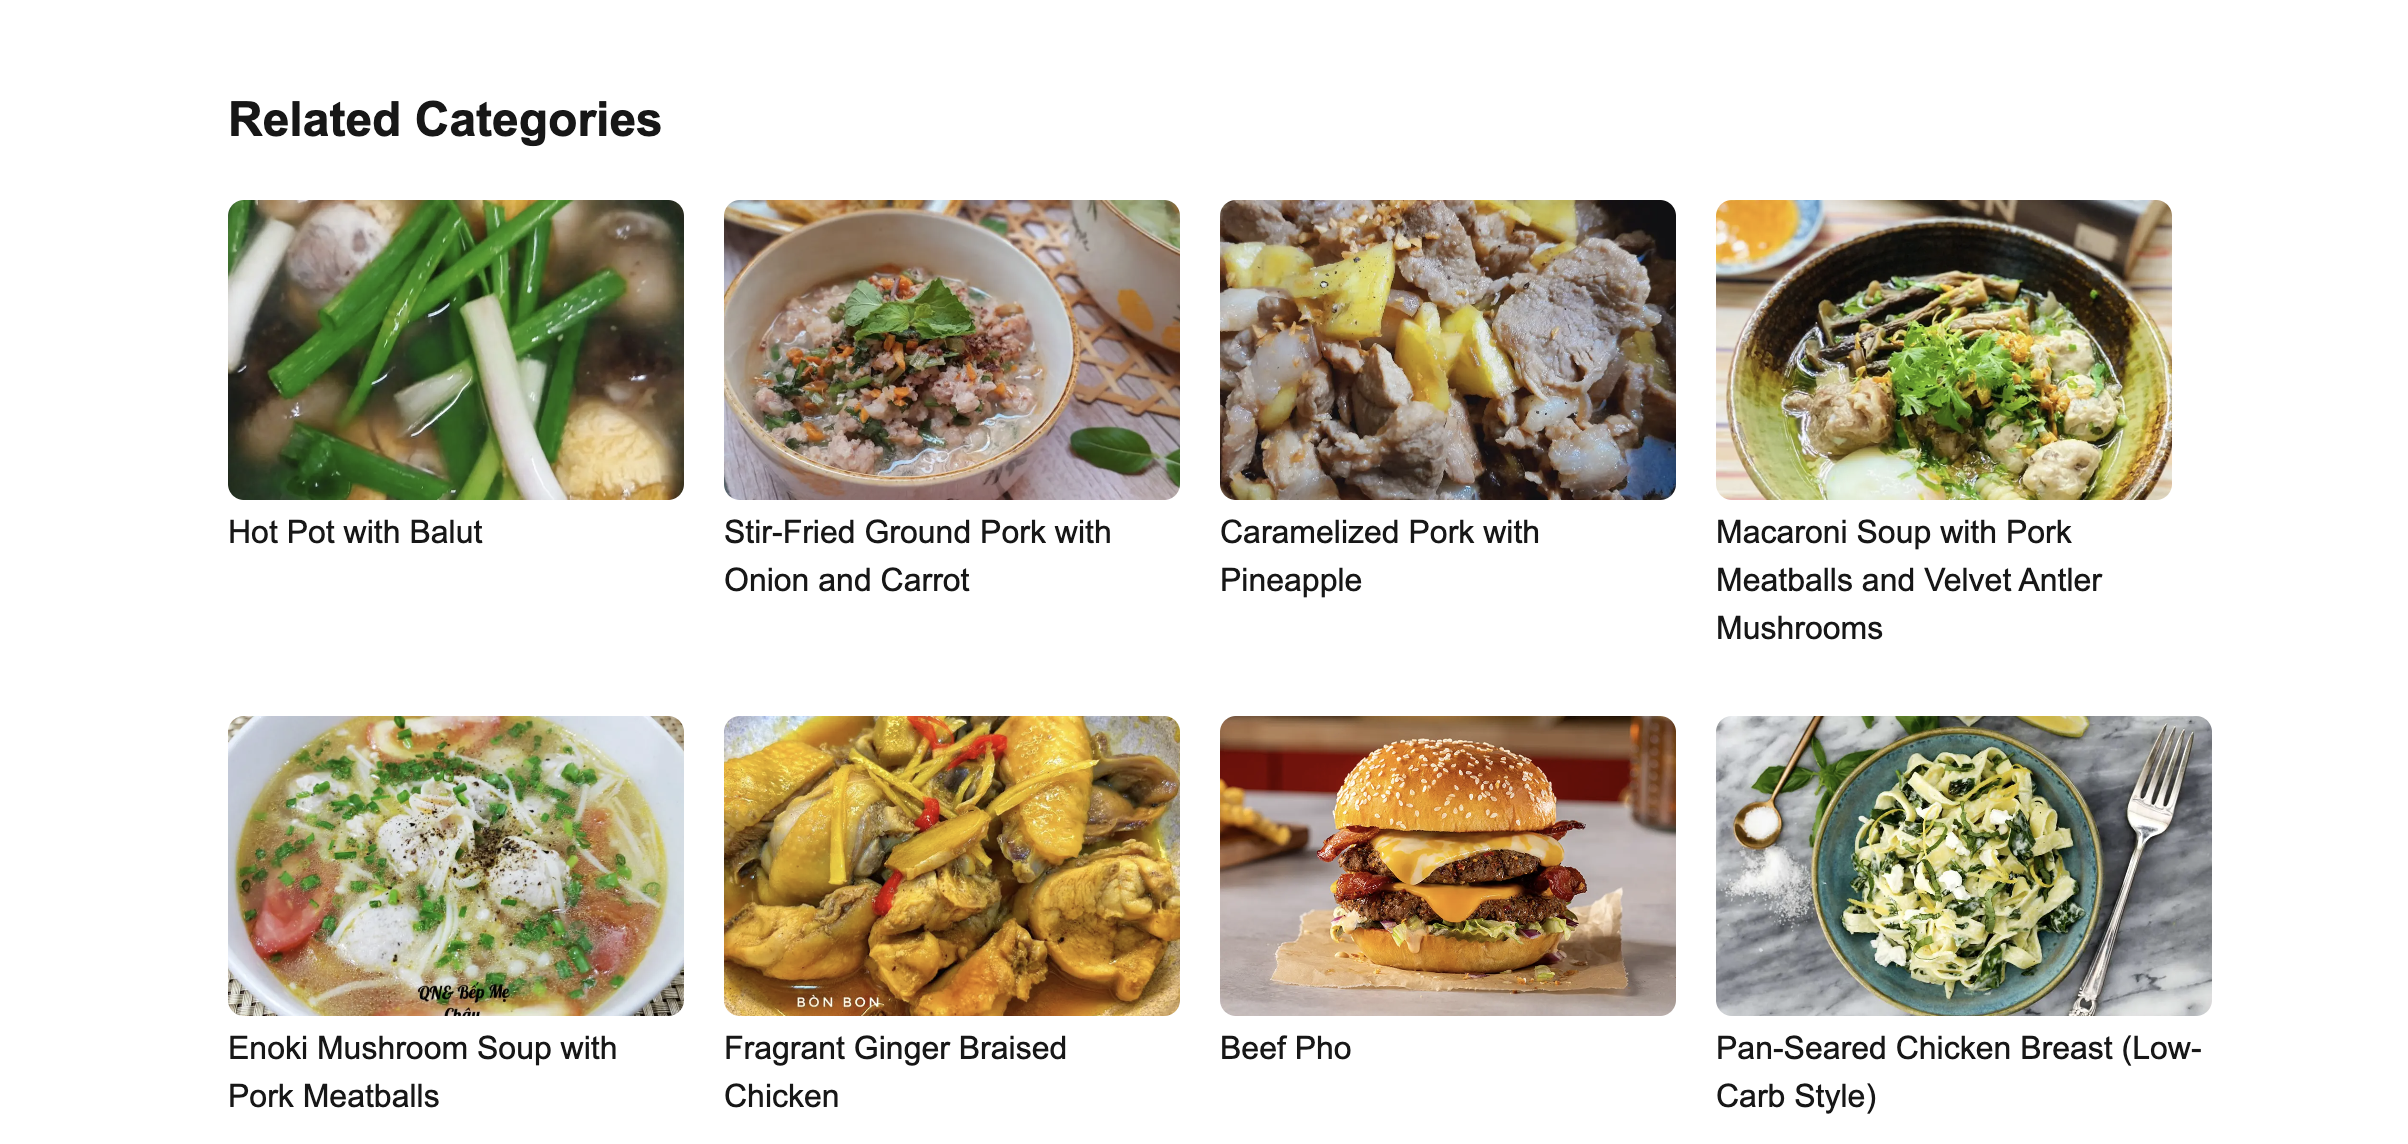 Related Categories
Hot Pot with Balut
Stir-Fried Ground Pork with
Onion and Carrot
Caramelized Pork with
Pineapple
Macaroni Soup with Pork
Meatballs and Velvet Antler
Mushrooms
QN& Bếp Mẹ
Châu
BÒN BON
Enoki Mushroom Soup with
Pork Meatballs
Fragrant Ginger Braised
Chicken
Beef Pho
Pan-Seared Chicken Breast (Low-
Carb Style)